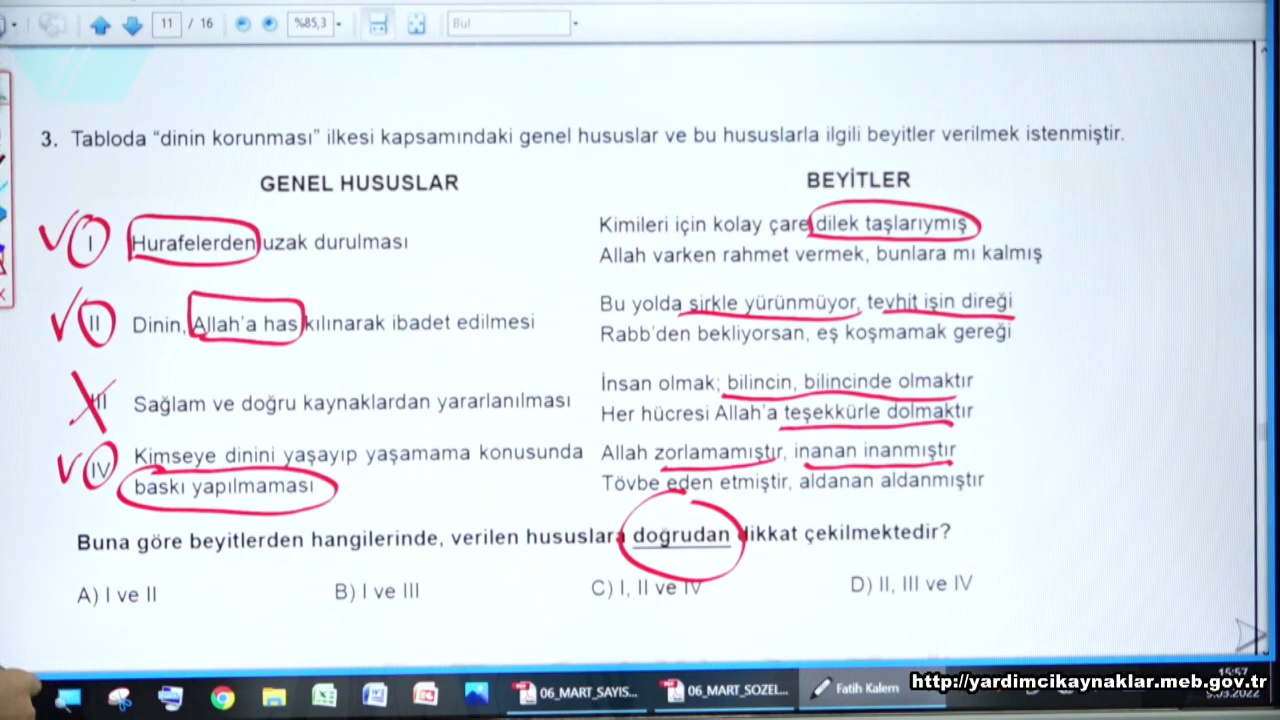 11 / 16 %85,3 Bul
3. Tabloda “dinin korunması” ilkesi kapsamındaki genel hususlar ve bu hususlarla ilgili beyitler verilmek istenmiştir.
GENEL HUSUSLAR
BEYİTLER
I Hurafelerden uzak durulması
Kimileri için kolay çare dilek taşlarıymış
Allah varken rahmet vermek, bunlara mı kalmış
II Dinin, Allah’a has kılınarak ibadet edilmesi
Bu yolda şirkle yürünmüyor, tevhit işin direği
Rabb’den bekliyorsan, eş koşmamak gereği
III Sağlam ve doğru kaynaklardan yararlanılması
İnsan olmak; bilincin, bilincinde olmaktır
Her hücresi Allah’a teşekkürle dolmaktır
IV Kimseye dinini yaşayıp yaşamama konusunda
baskı yapılmaması
Allah zorlamamıştır, inanan inanmıştır
Tövbe eden etmiştir, aldanan aldanmıştır
Buna göre beyitlerden hangilerinde, verilen hususlara doğrudan dikkat çekilmektedir?
A) I ve II B) I ve III C) I, II ve IV D) II, III ve IV
06_MART_SAYIS... 06_MART_SOZEL... Fatih Kalem
15:57
http://yardimcikaynaklar.meb.gov.tr